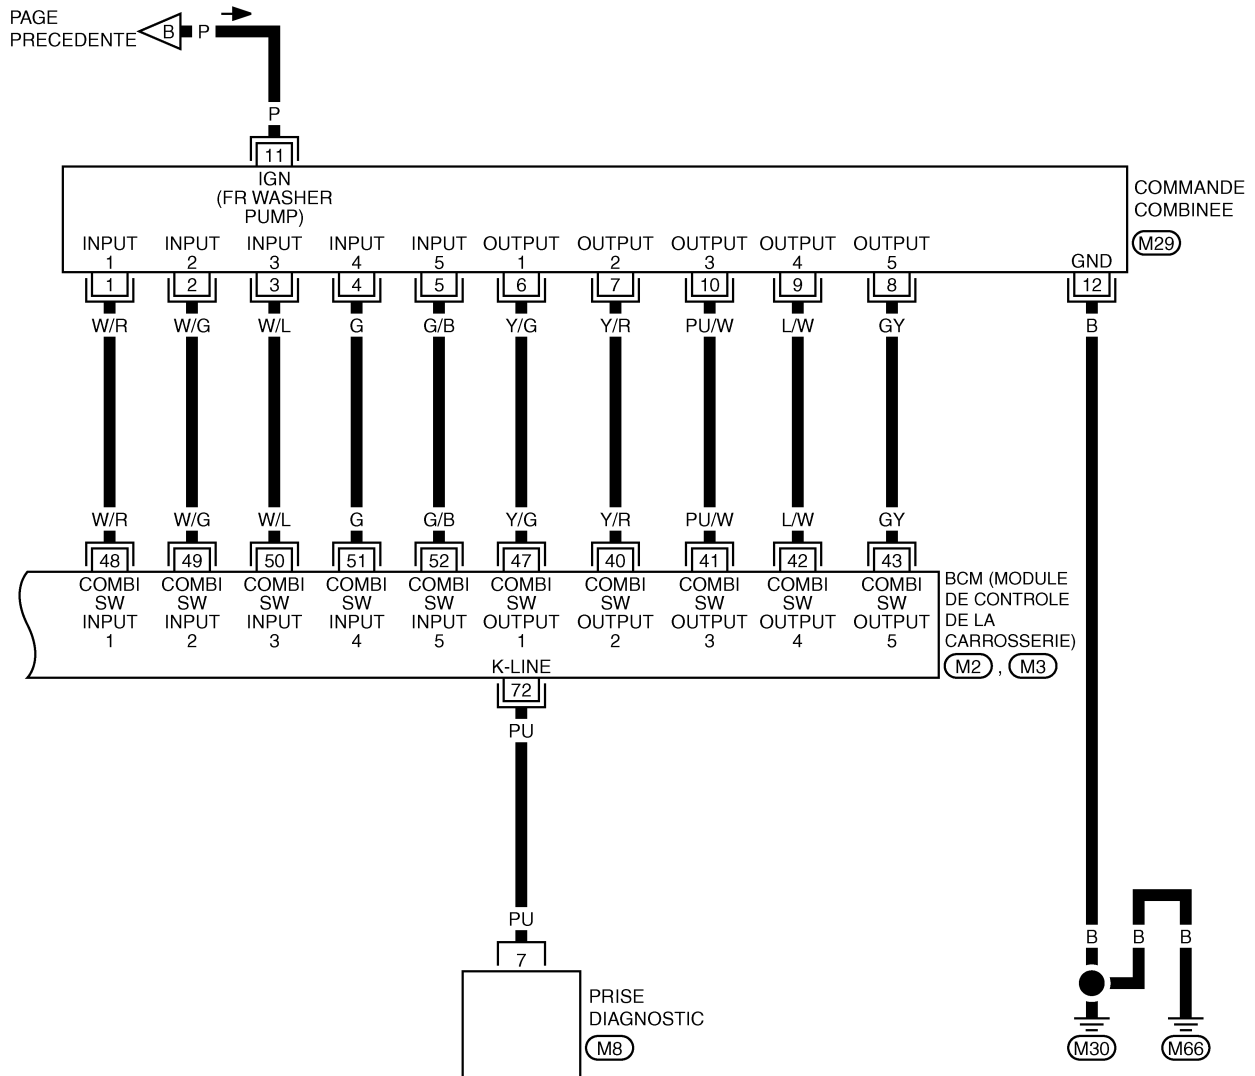 PAGE
PRECEDENTE
B P
P
11
IGN
(FR WASHER
PUMP)
COMMANDE
COMBINEE
M29
INPUT INPUT INPUT INPUT INPUT OUTPUT OUTPUT OUTPUT OUTPUT OUTPUT
1 2 3 4 5 1 2 3 4 5 GND
1 2 3 4 5 6 7 10 9 8 12
W/R W/G W/L G G/B Y/G Y/R PU/W L/W GY B
W/R W/G W/L G G/B Y/G Y/R PU/W L/W GY
48 49 50 51 52 47 40 41 42 43
COMBI COMBI COMBI COMBI COMBI COMBI COMBI COMBI COMBI COMBI
SW SW SW SW SW SW SW SW SW SW
INPUT INPUT INPUT INPUT INPUT OUTPUT OUTPUT OUTPUT OUTPUT OUTPUT
1 2 3 4 5 1 2 3 4 5
BCM (MODULE
DE CONTROLE
DE LA
CARROSSERIE)
M2 , M3
K-LINE
72
PU
PU
7
PRISE
DIAGNOSTIC
M8
B B B
M30 M66